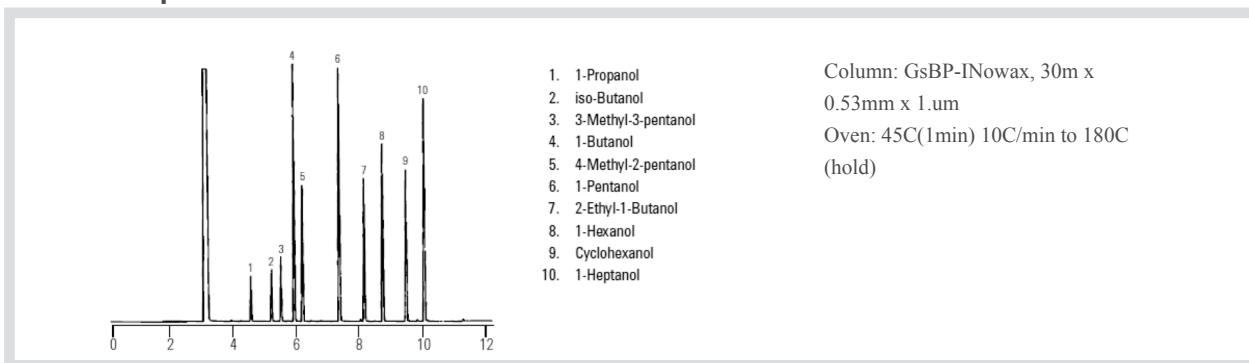 4
6
10
8
7
9
5
3
2
1
0 2 4 6 8 10 12
1. 1-Propanol
2. iso-Butanol
3. 3-Methyl-3-pentanol
4. 1-Butanol
5. 4-Methyl-2-pentanol
6. 1-Pentanol
7. 2-Ethyl-1-Butanol
8. 1-Hexanol
9. Cyclohexanol
10. 1-Heptanol
Column: GsBP-INowax, 30m x
0.53mm x 1.um
Oven: 45C(1min) 10C/min to 180C
(hold)